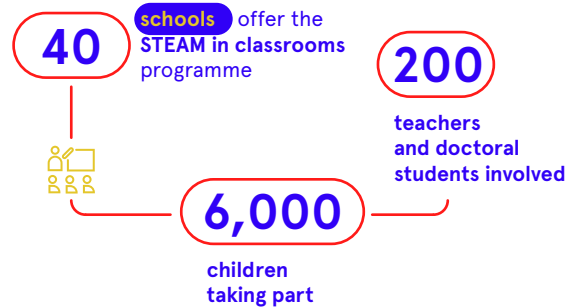 40
schools offer the
STEAM in classrooms
programme
200
teachers
and doctoral
students involved
6,000
children
taking part